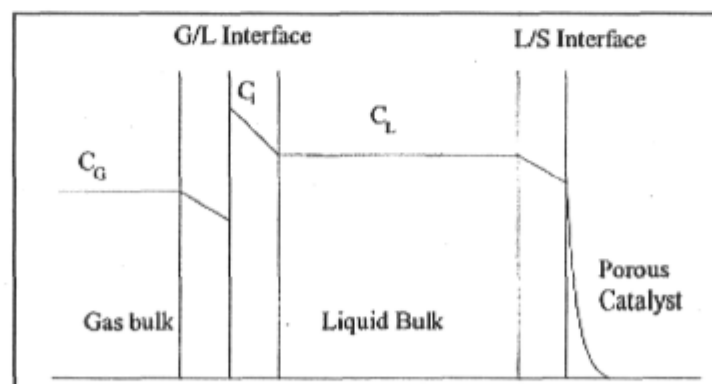 G/L Interface
L/S Interface
C_i
C_L
C_G
Porous
Catalyst
Gas bulk
Liquid Bulk